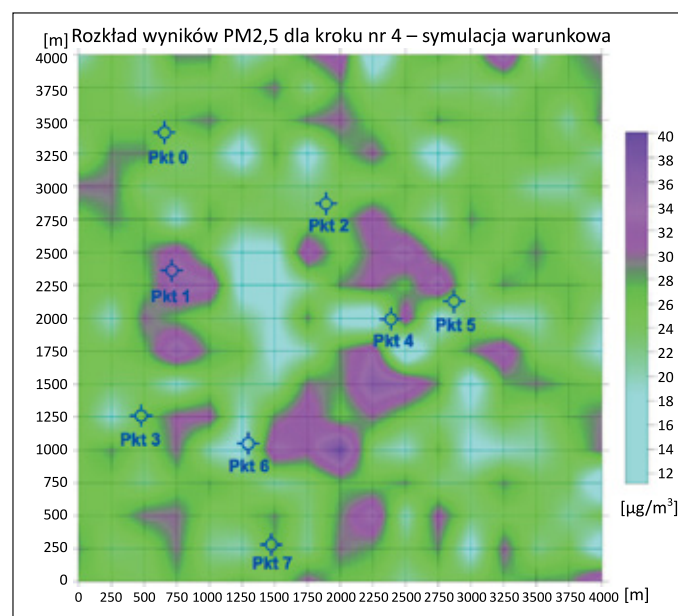 Rozkład wyników PM2,5 dla kroku nr 4 – symulacja warunkowa
[m]
4000
3750
3500
3250
3000
2750
2500
2250
2000
1750
1500
1250
1000
750
500
250
0
Pkt 0
Pkt 2
Pkt 1
Pkt 4
Pkt 5
Pkt 3
Pkt 6
Pkt 7
0 250 500 750 1000 1250 1500 1750 2000 2250 2500 2750 3000 3250 3500 3750 4000 [m]
40
38
36
34
32
30
28
26
24
22
20
18
16
14
12
[µg/m³]